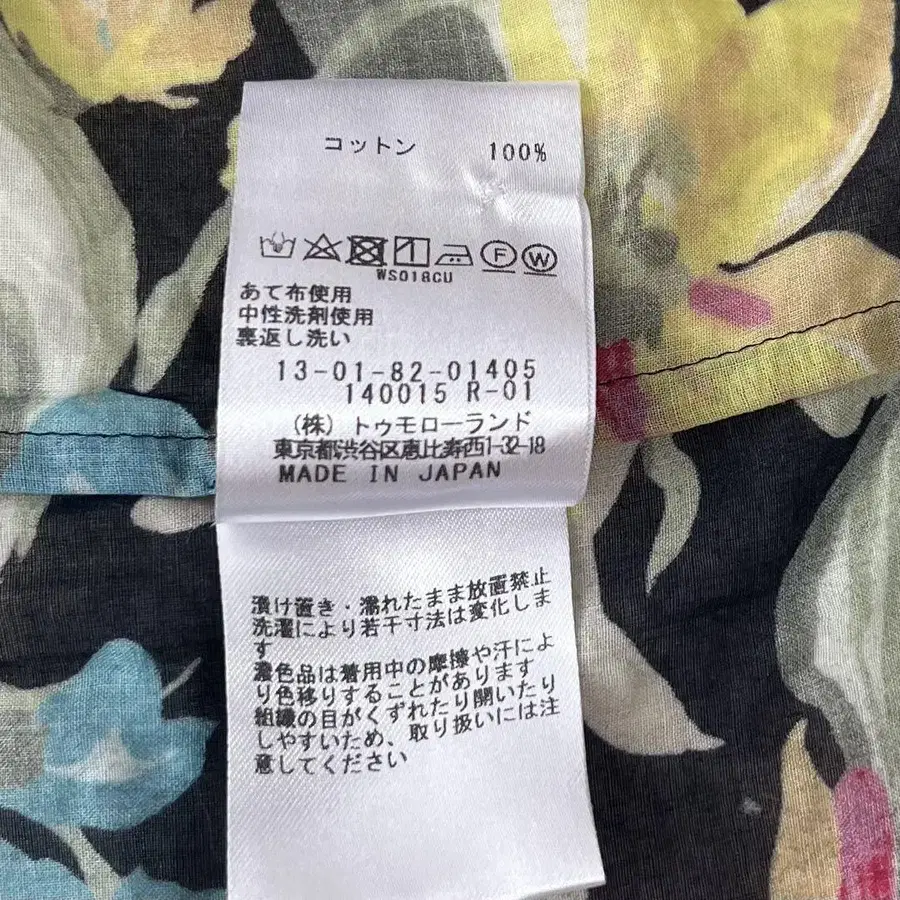 コットン 100%
F W
WS018CU
あて布使用
中性洗剤使用
裏返し洗い
13-01-82-01405
140015 R-01
(株)トゥモローランド
東京都渋谷区恵比寿西1-32-18
MADE IN JAPAN
漬け置き・濡れたまま放置禁止
洗濯により若干寸法は変化しま
す
濃色品は着用中の摩擦や汗によ
り色移りすることがあります
組織の目がくずれたり開いたり
しやすいため、取り扱いには注
意してください